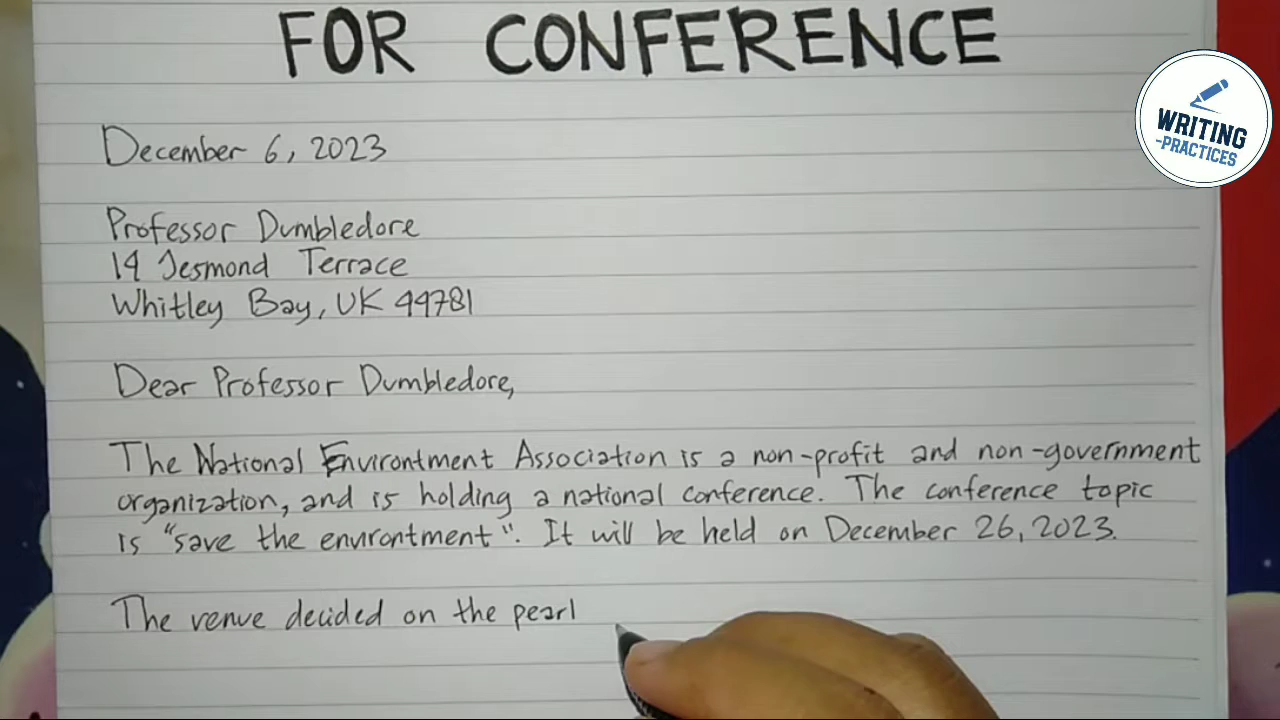 FOR CONFERENCE
WRITING
-PRACTICES
December 6, 2023
Professor Dumbledore
14 Jesmond Terrace
Whitley Bay, UK 44781
Dear Professor Dumbledore,
The National Environtment Association is a non-profit and non-government
organization, and is holding a national conference. The conference topic
is "save the environtment". It will be held on December 26, 2023.
The venue decided on the pearl